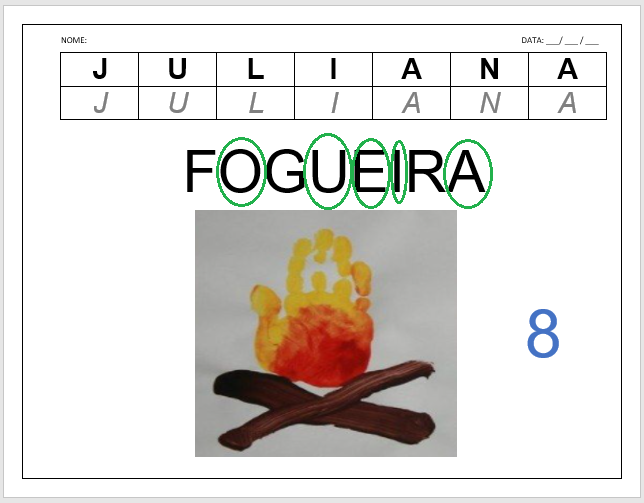 NOME: DATA: ___/ ___ / ___
J U L I A N A
J U L I A N A
FOGUEIRA
8